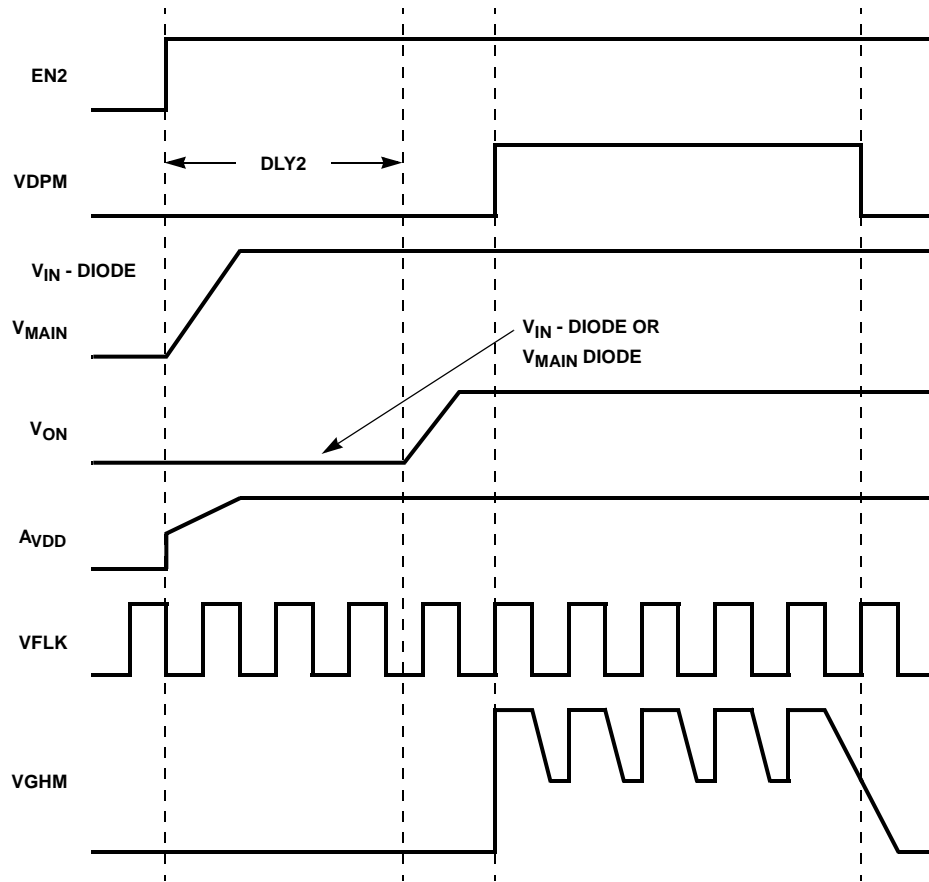 EN2
DLY2
VDPM
VIN - DIODE
VMAIN
VIN - DIODE OR
VMAIN DIODE
VON
AVDD
VFLK
VGHM